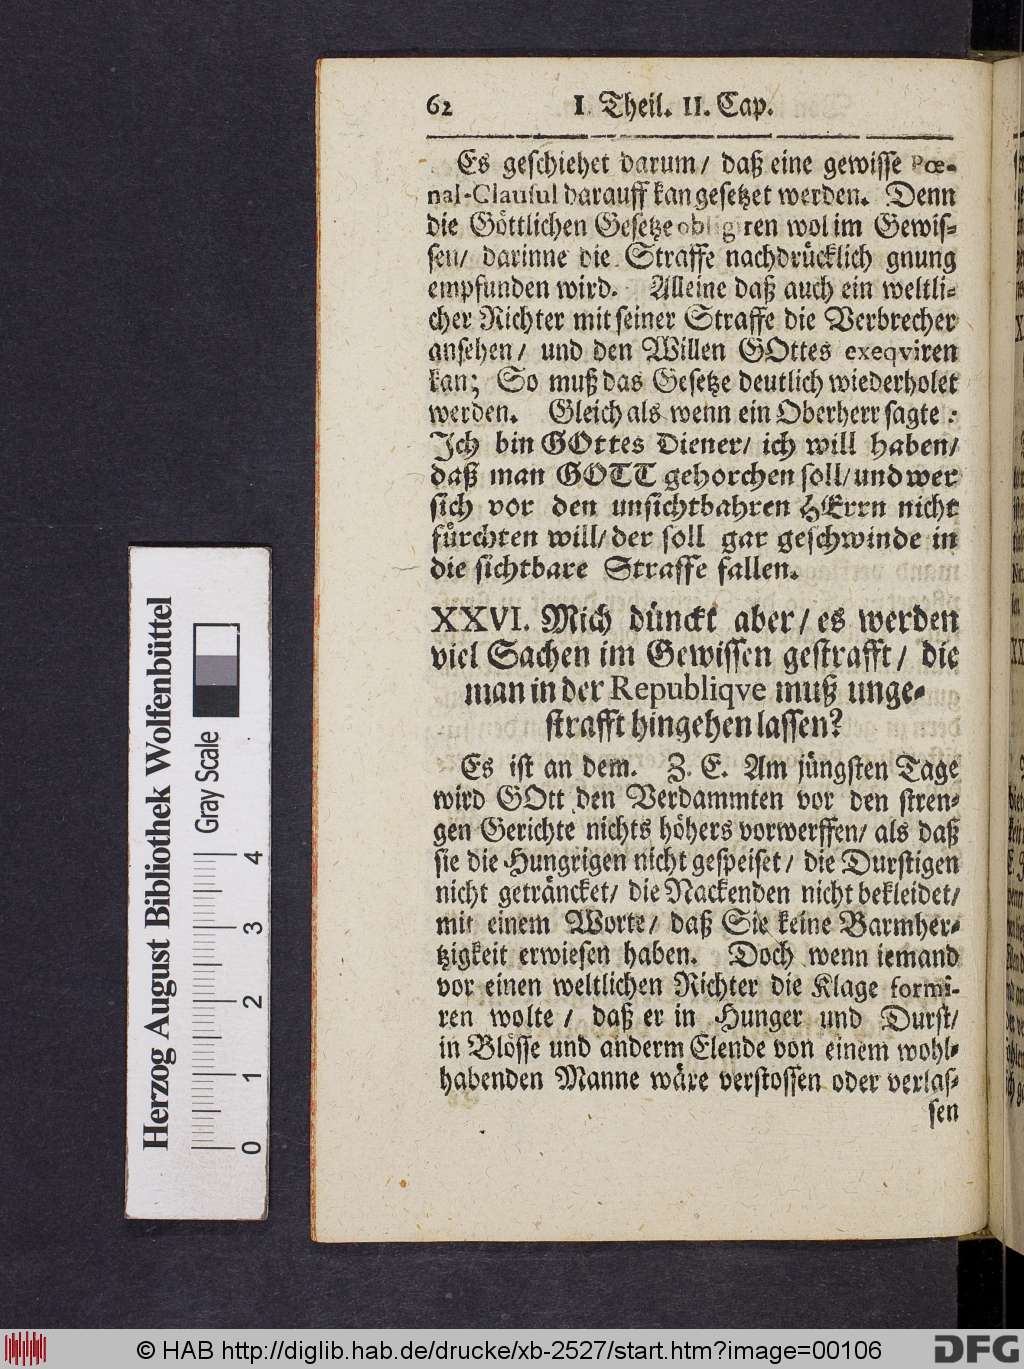 62 I. Theil. II. Cap.
Es geschiehet darum/ daß eine gewisse Pœ-
nal-Clausul darauff kan gesetzet werden. Denn
die Göttlichen Gesetze obligiren wol im Gewis-
sen/ darinne die Straffe nachdrücklich gnung
empfunden wird. Alleine daß auch ein weltli-
cher Richter mit seiner Straffe die Verbrecher
ansehen/ und den Willen GOttes exeqviren
kan; So muß das Gesetze deutlich wiederholet
werden. Gleich als wenn ein Oberherr sagte:
Ich bin GOttes Diener/ ich will haben/
daß man GOTT gehorchen soll/ und wer
sich vor den unsichtbahren HErrn nicht
fürchten will/ der soll gar geschwinde in
die sichtbare Straffe fallen.
XXVI. Mich dünckt aber/ es werden
viel Sachen im Gewissen gestrafft/ die
man in der Republiqve muß unge-
strafft hingehen lassen?
Es ist an dem. Z. E. Am jüngsten Tage
wird GOtt den Verdammten vor den stren-
gen Gerichte nichts höhers vorwerffen/ als daß
sie die Hungrigen nicht gespeiset/ die Durstigen
nicht geträncket/ die Nackenden nicht bekleidet/
mit einem Worte/ daß Sie keine Barmher-
tzigkeit erwiesen haben. Doch wenn iemand
vor einen weltlichen Richter die Klage formi-
ren wolte/ daß er in Hunger und Durst/
in Blösse und anderm Elende von einem wohl-
habenden Manne wäre verstossen oder verlas-
sen
Herzog August Bibliothek Wolfenbüttel
Gray Scale
0 1 2 3 4
© HAB http://diglib.hab.de/drucke/xb-2527/start.htm?image=00106
DFG